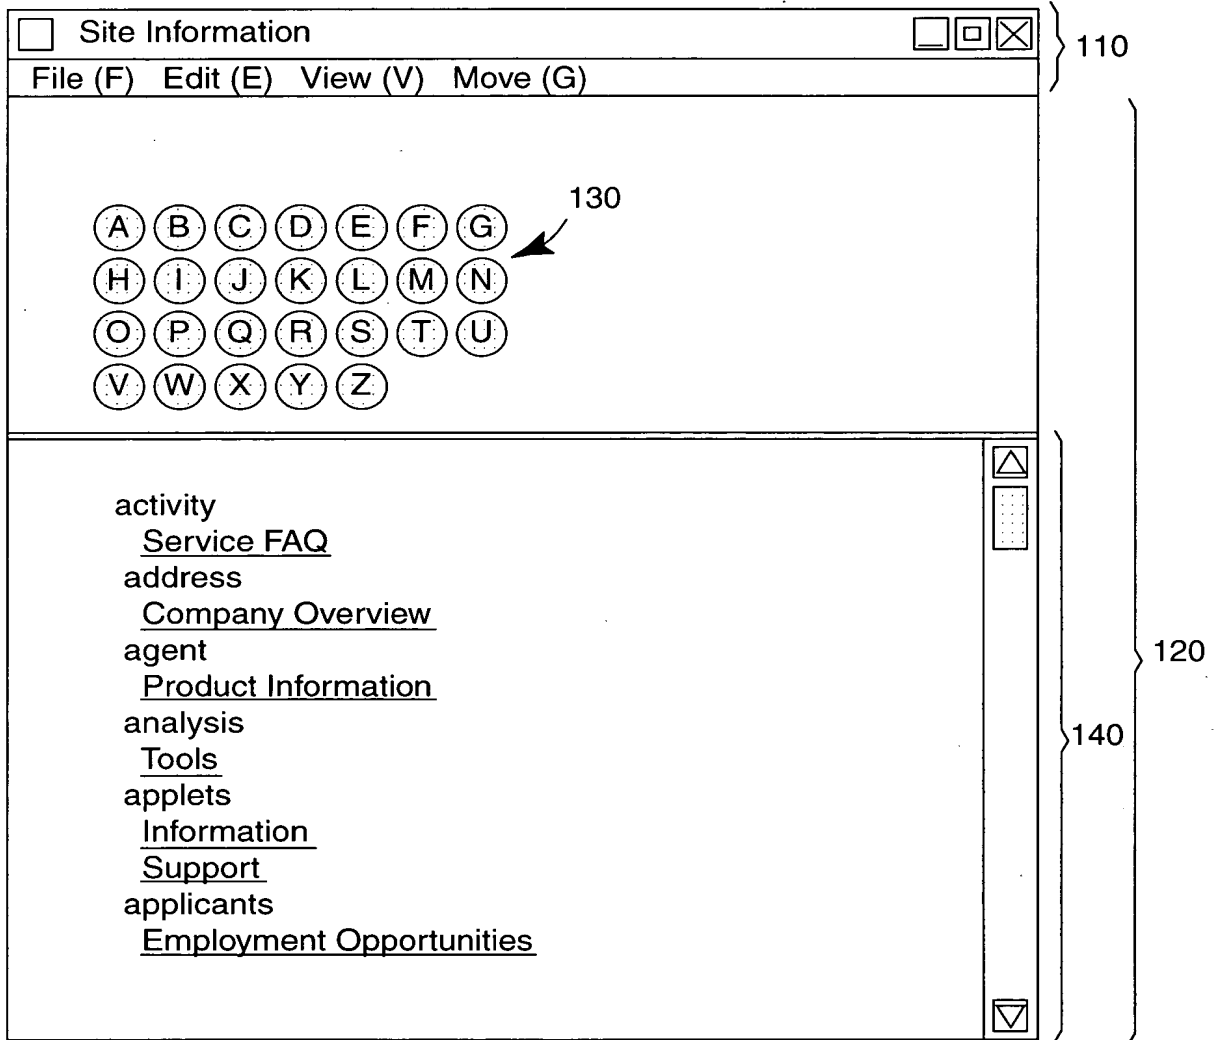 Site Information
110
File (F) Edit (E) View (V) Move (G)
130
A B C D E F G
H I J K L M N
O P Q R S T U
V W X Y Z
activity
Service FAQ
address
Company Overview
agent
Product Information
120
analysis
140
Tools
applets
Information
Support
applicants
Employment Opportunities